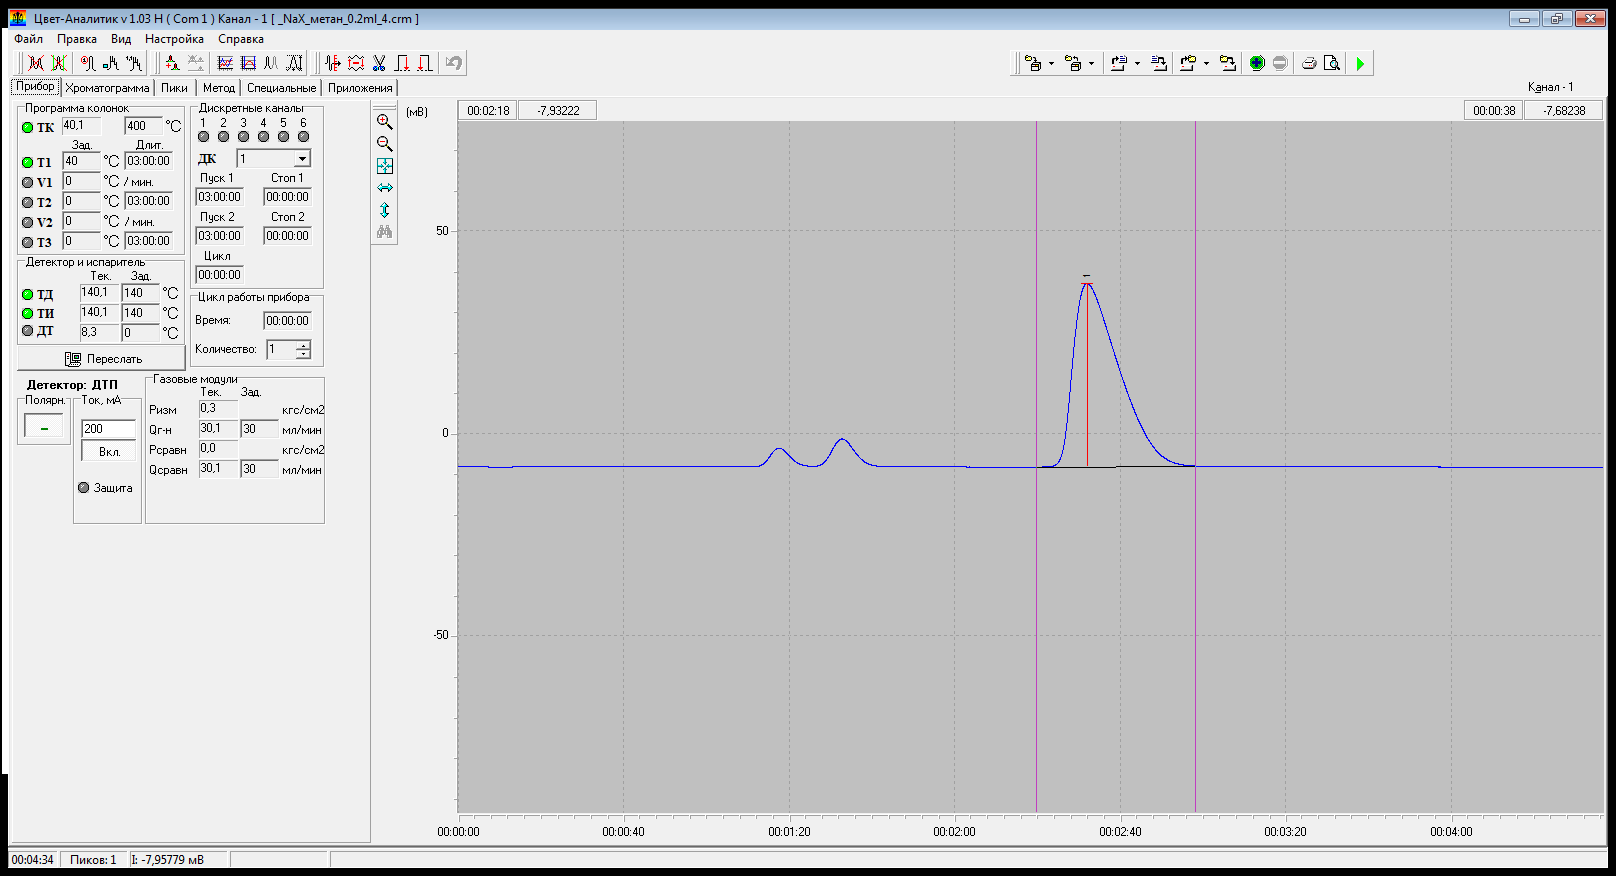 Цвет-Аналитик v 1.03 H ( Com 1 ) Канал - 1 [ _NaX_метан_0.2ml_4.crm ]
Файл Правка Вид Настройка Справка
Прибор Хроматограмма Пики Метод Специальные Приложения
Канал - 1
Программа колонок
ТК 40,1 400 °C
Зад. Длит.
Т1 40 °C 03:00:00
V1 0 °C / мин.
Т2 0 °C 03:00:00
V2 0 °C / мин.
Т3 0 °C 03:00:00
Детектор и испаритель
Тек. Зад.
ТД 140,1 140 °C
ТИ 140,1 140 °C
ДТ 8,3 0 °C
Переслать
Детектор: ДТП
Полярн.
–
Ток, мА
200
Вкл.
Защита
Дискретные каналы
1 2 3 4 5 6
ДК 1
Пуск 1 Стоп 1
03:00:00 00:00:00
Пуск 2 Стоп 2
03:00:00 00:00:00
Цикл
00:00:00
Цикл работы прибора
Время: 00:00:00
Количество: 1
Газовые модули
Тек. Зад.
Ризм 0,3 кгс/см2
Qг-н 30,1 30 мл/мин
Рсравн 0,0 кгс/см2
Qсравн 30,1 30 мл/мин
(мВ)
00:02:18 -7,93222
00:00:38 -7,68238
50
0
-50
00:00:00 00:00:40 00:01:20 00:02:00 00:02:40 00:03:20 00:04:00
00:04:34 Пиков: 1 I: -7,95779 мВ